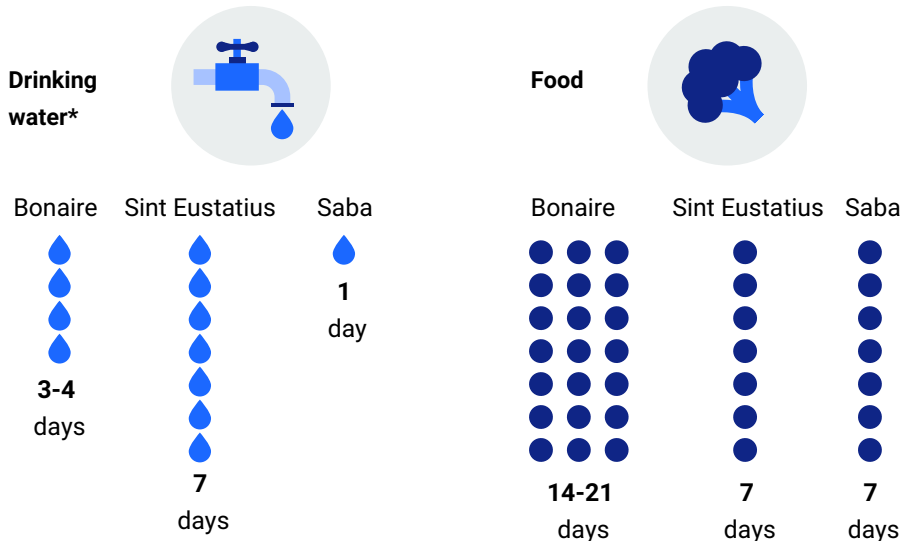 Drinking
water*
Bonaire
Sint Eustatius
Saba
3-4
days
7
days
1
day
Food
Bonaire
Sint Eustatius
Saba
14-21
days
7
days
7
days